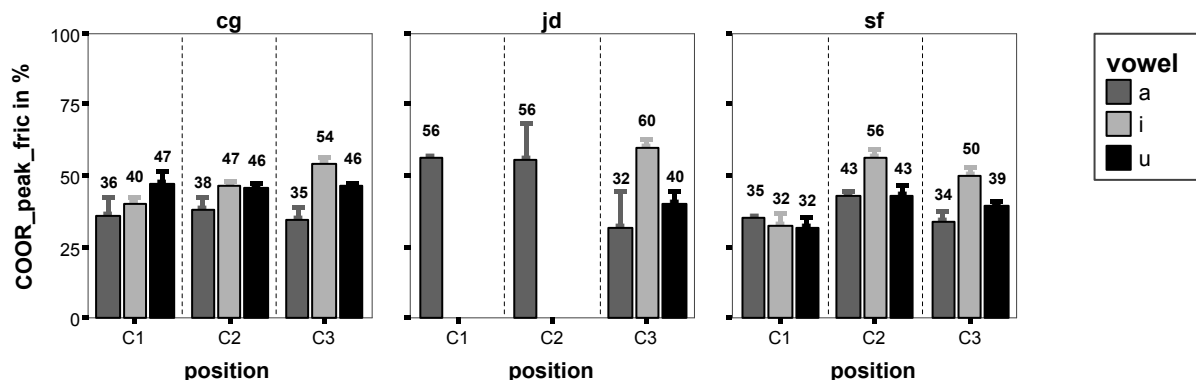 cg jd sf
COOR_peak_fric in %
100
75
50
25
0
36 40 47 38 47 46 35 54 46
C1 C2 C3
position
56 56 32 60 40
C1 C2 C3
position
35 32 32 43 56 43 34 50 39
C1 C2 C3
position
vowel
a
i
u